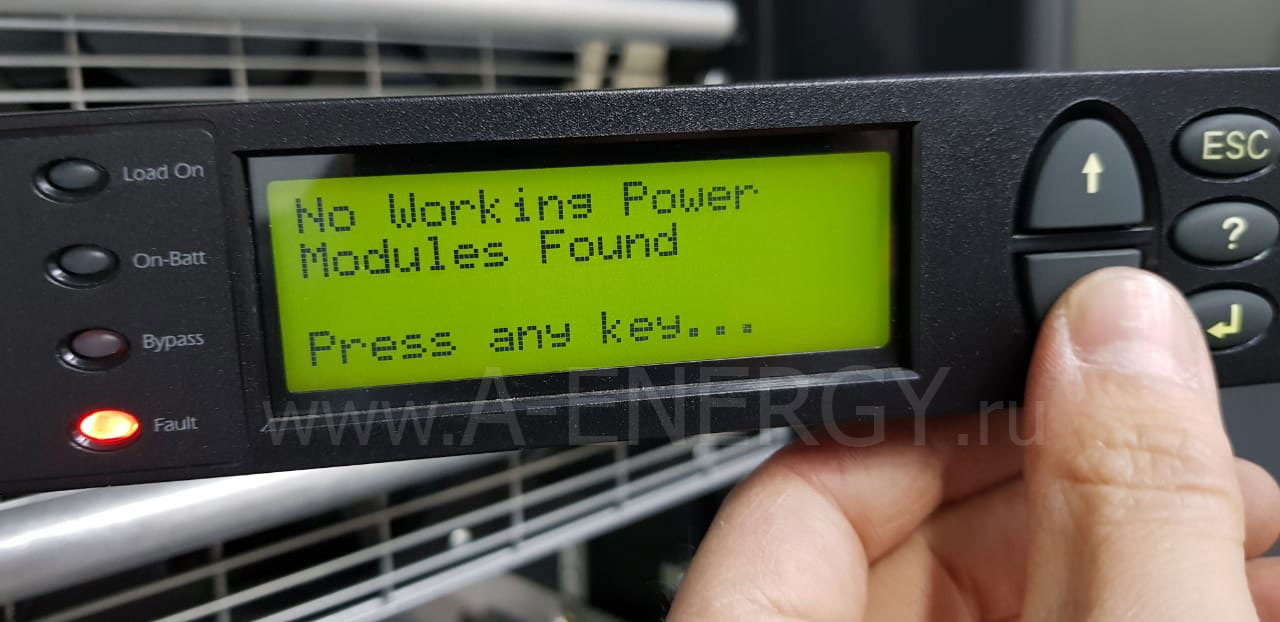 Load On
On-Batt
Bypass
Fault
No Working Power
Modules Found
Press any key...
ESC
?
www.A-ENERGY.ru